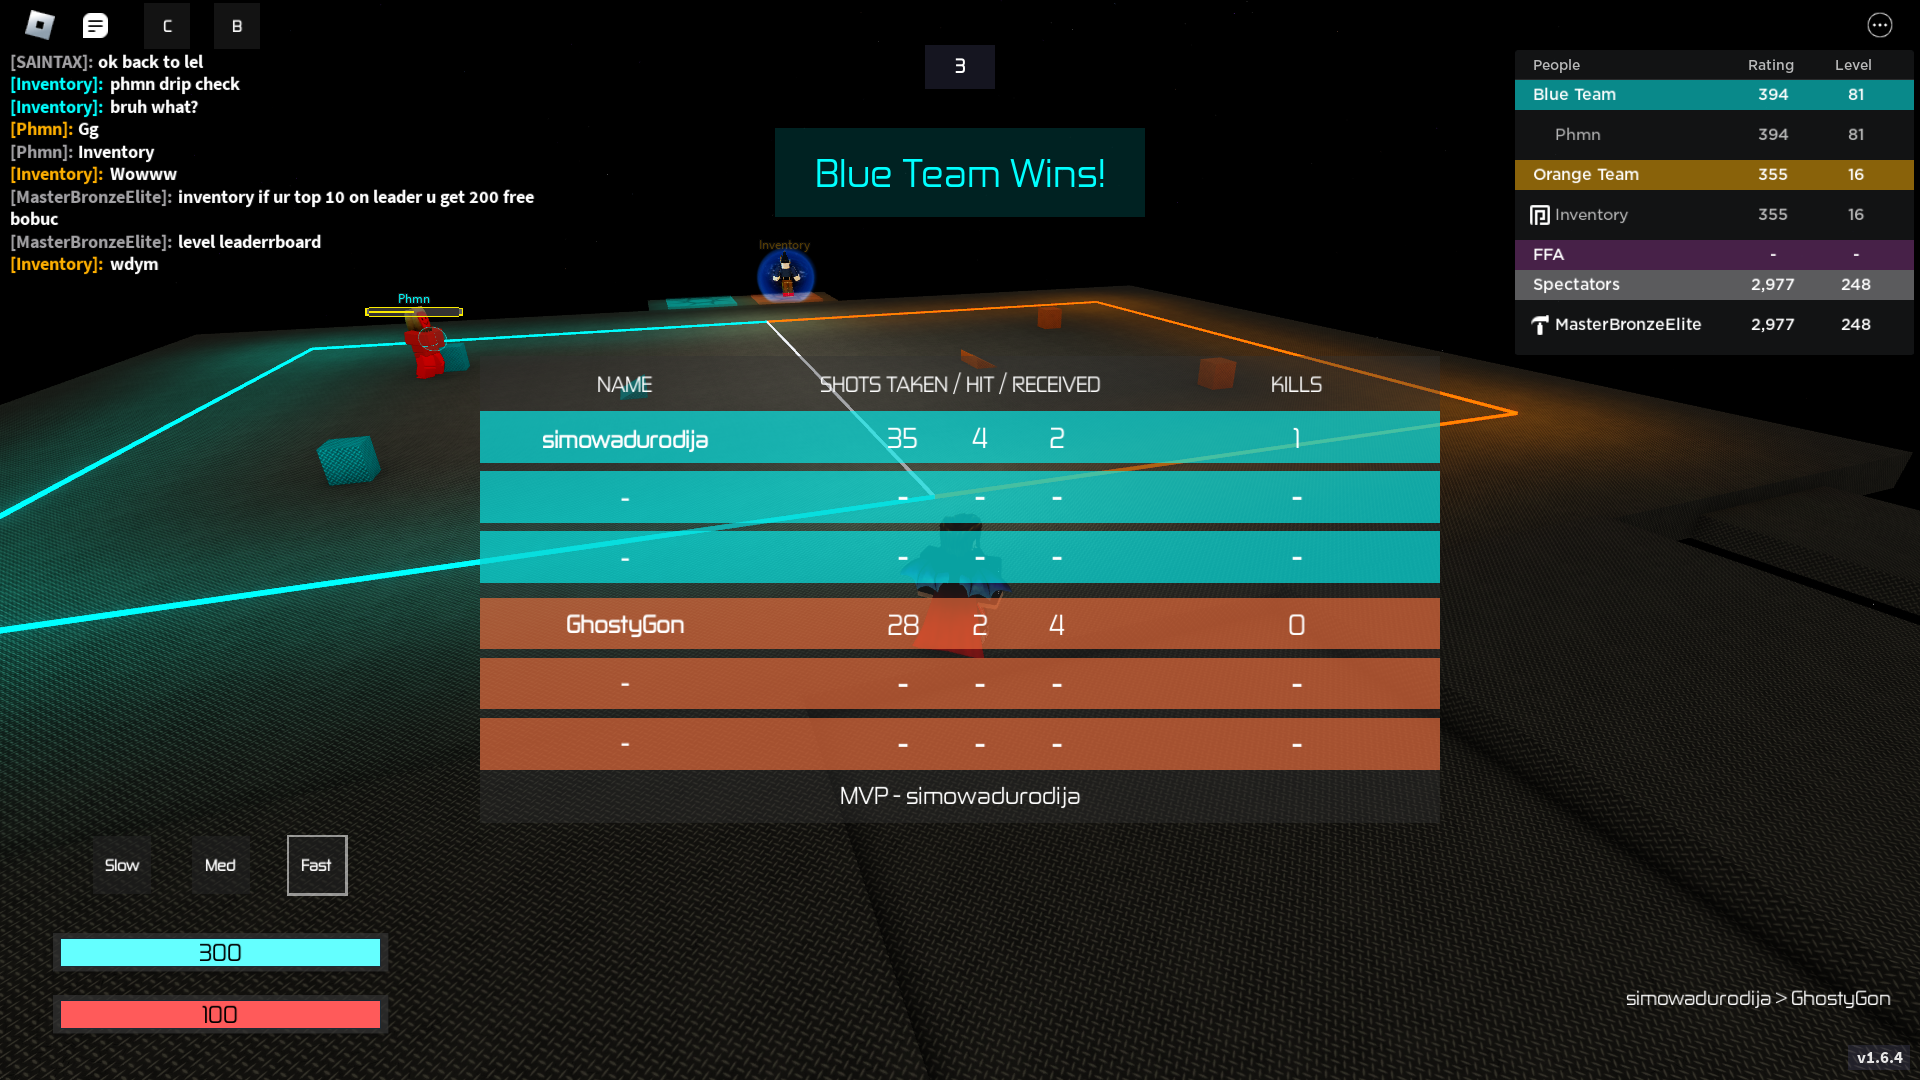 C
B
[SAINTAX]: ok back to lel
[Inventory]: phmn drip check
[Inventory]: bruh what?
[Phmn]: Gg
[Phmn]: Inventory
[Inventory]: Wowww
[MasterBronzeElite]: inventory if ur top 10 on leader u get 200 free
bobuc
[MasterBronzeElite]: level leaderrboard
[Inventory]: wdym
3
Blue Team Wins!
People Rating Level
Blue Team 394 81
Phmn 394 81
Orange Team 355 16
Inventory 355 16
FFA - -
Spectators 2,977 248
MasterBronzeElite 2,977 248
Inventory
Phmn
NAME SHOTS TAKEN / HIT / RECEIVED KILLS
simowadurodija 35 4 2 1
- - - - -
- - - - -
GhostyGon 28 2 4 0
- - - - -
- - - - -
MVP - simowadurodija
Slow Med Fast
300
100
simowadurodija > GhostyGon
v1.6.4